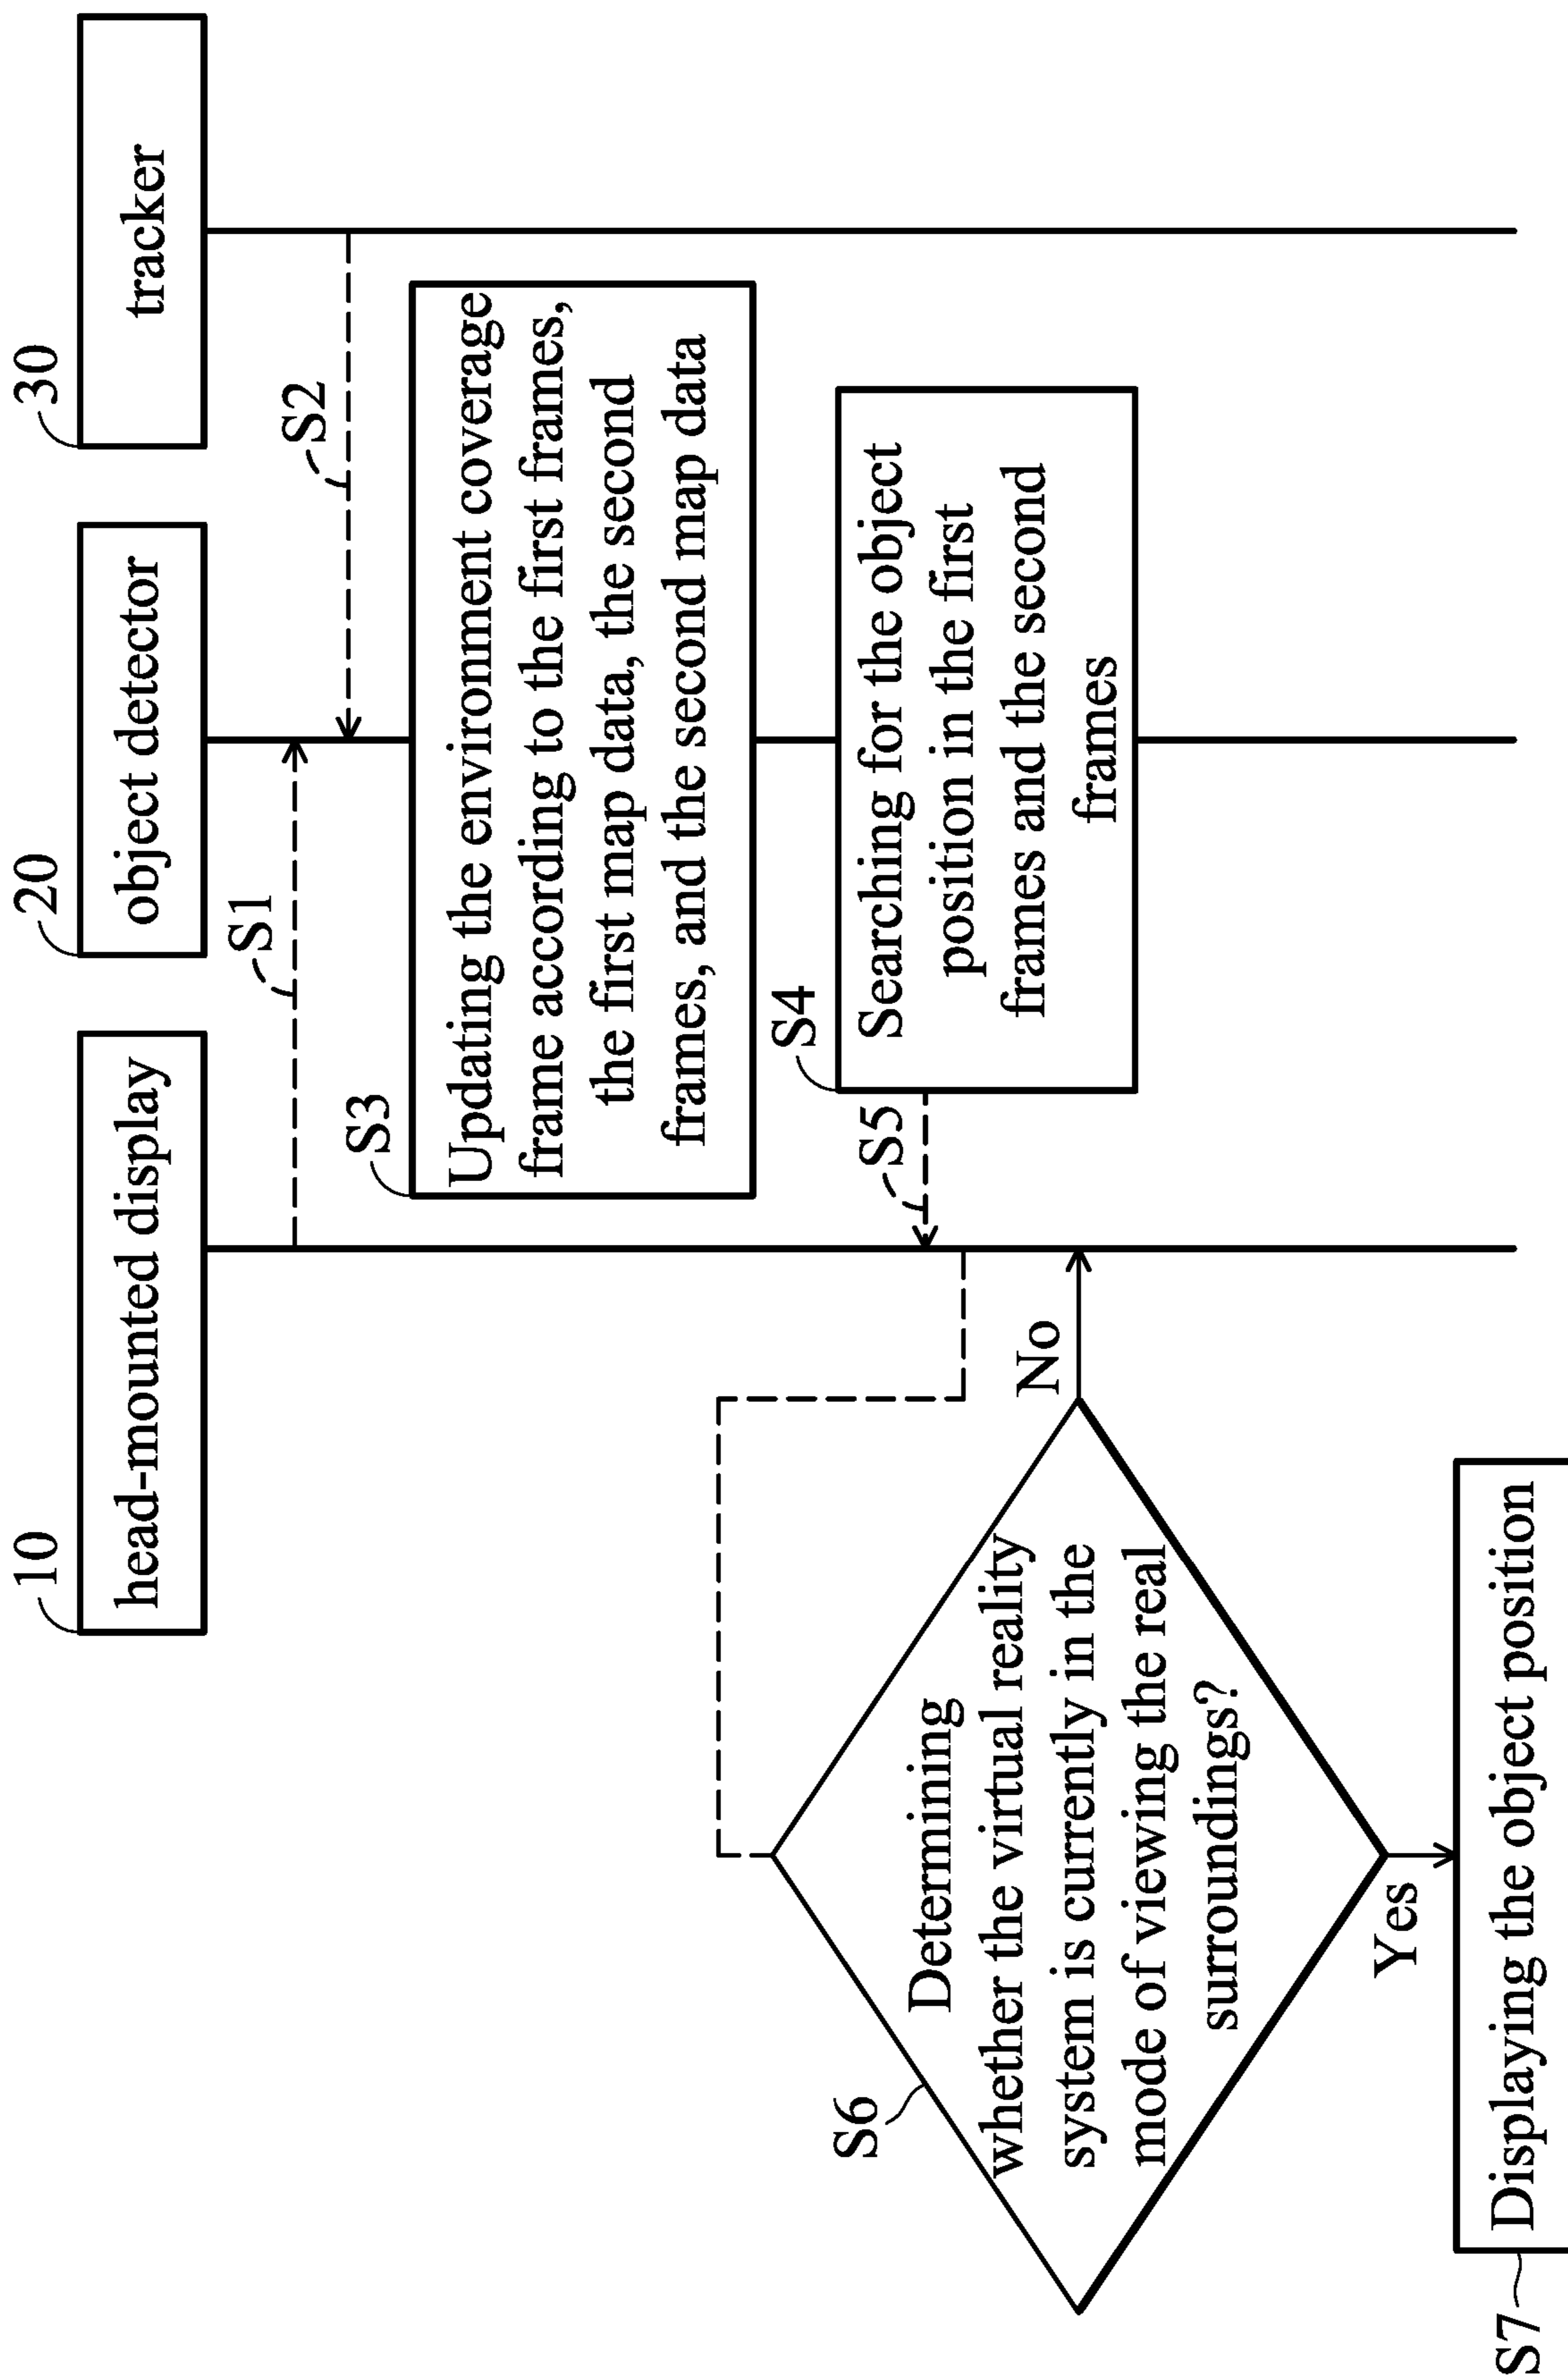 10
head-mounted display
20
object detector
30
tracker
S1
S2
S3
Updating the environment coverage
frame according to the first frames,
the first map data, the second
frames, and the second map data
S4
Searching for the object
position in the first
frames and the second
frames
S5
S6
Determining
whether the virtual reality
system is currently in the
mode of viewing the real
surroundings?
No
Yes
S7
Displaying the object position